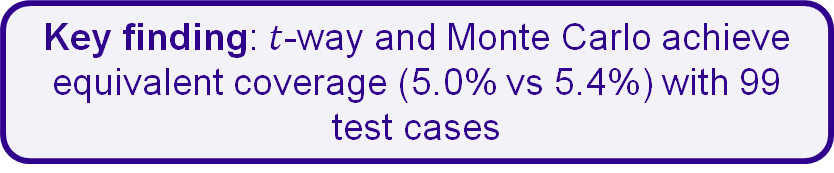 Key finding: t-way and Monte Carlo achieve
equivalent coverage (5.0% vs 5.4%) with 99
test cases